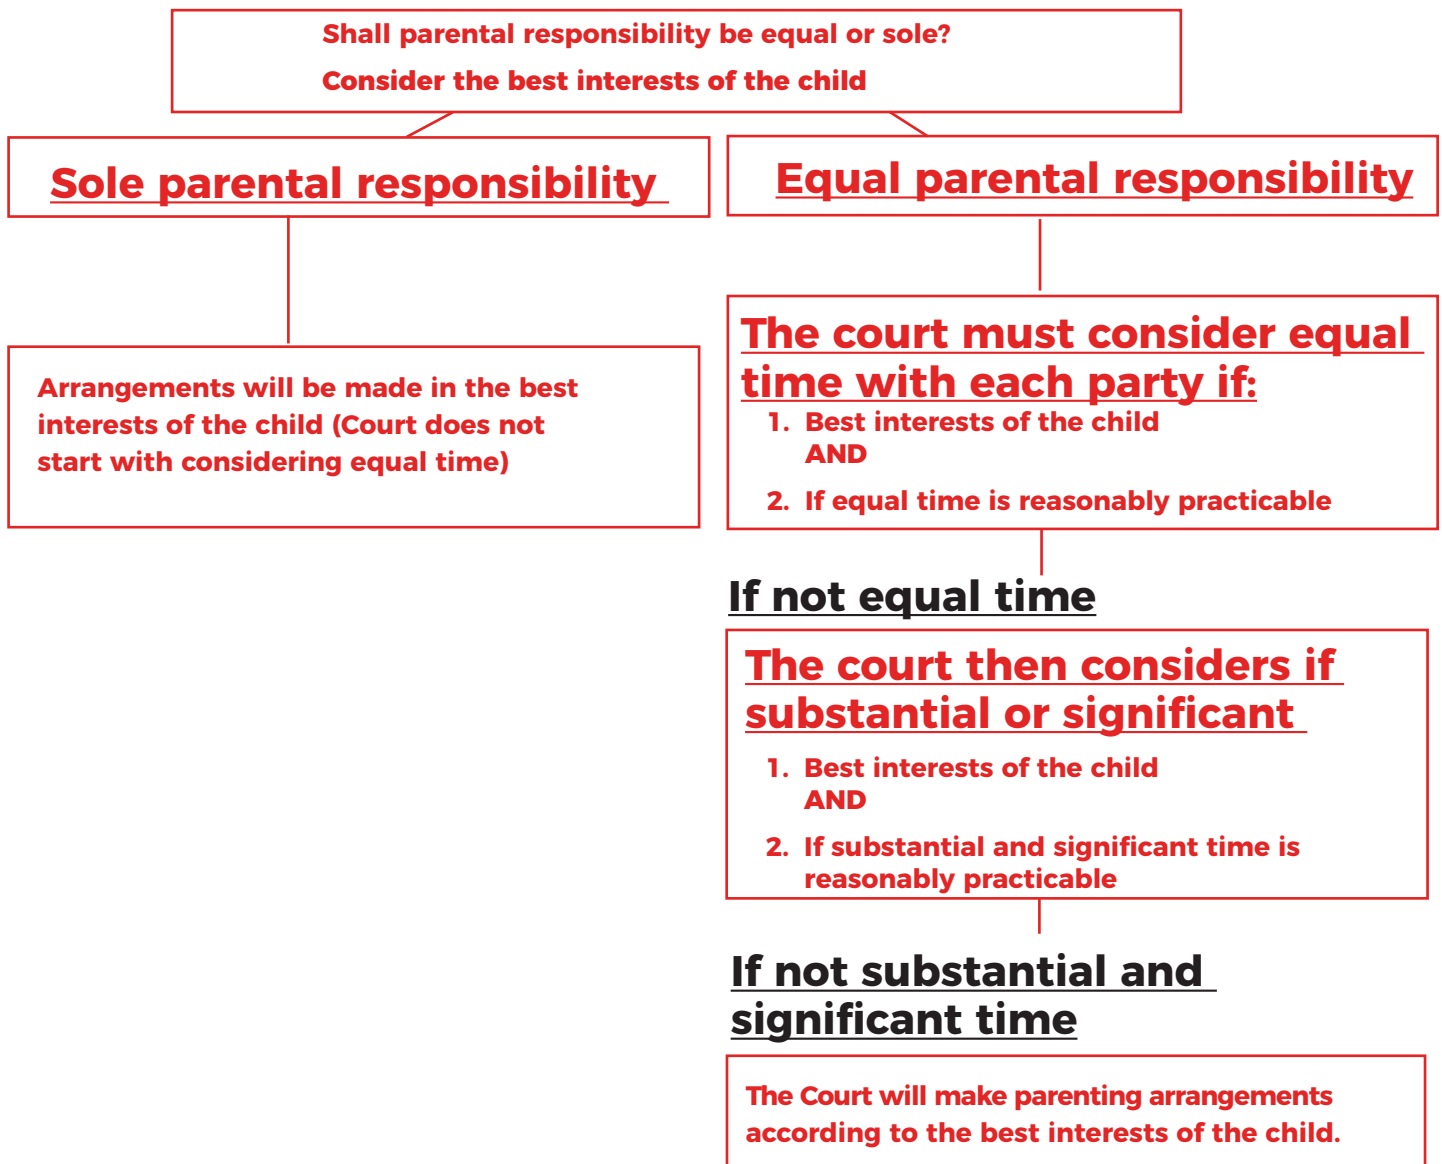 Shall parental responsibility be equal or sole?
Consider the best interests of the child
Sole parental responsibility
Equal parental responsibility
Arrangements will be made in the best
interests of the child (Court does not
start with considering equal time)
The court must consider equal
time with each party if:
1. Best interests of the child
AND
2. If equal time is reasonably practicable
If not equal time
The court then considers if
substantial or significant
1. Best interests of the child
AND
2. If substantial and significant time is
reasonably practicable
If not substantial and
significant time
The Court will make parenting arrangements
according to the best interests of the child.